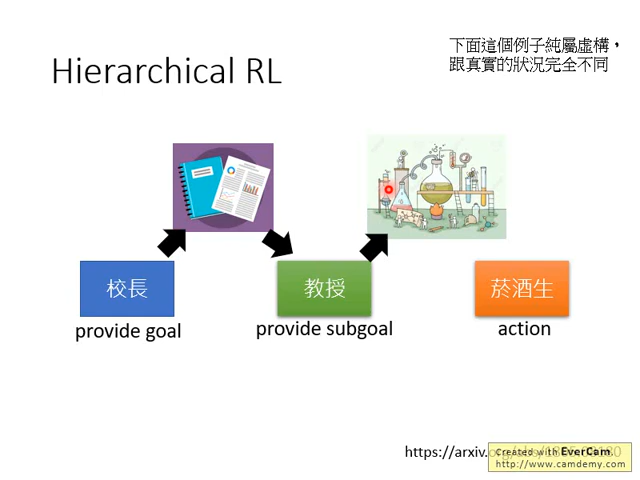 下面這個例子純屬虛構，
跟真實的狀況完全不同
Hierarchical RL
校長
教授
菸酒生
provide goal
provide subgoal
action
https://arxiv.org/abs/
Created with EverCam.
http://www.camdemy.com